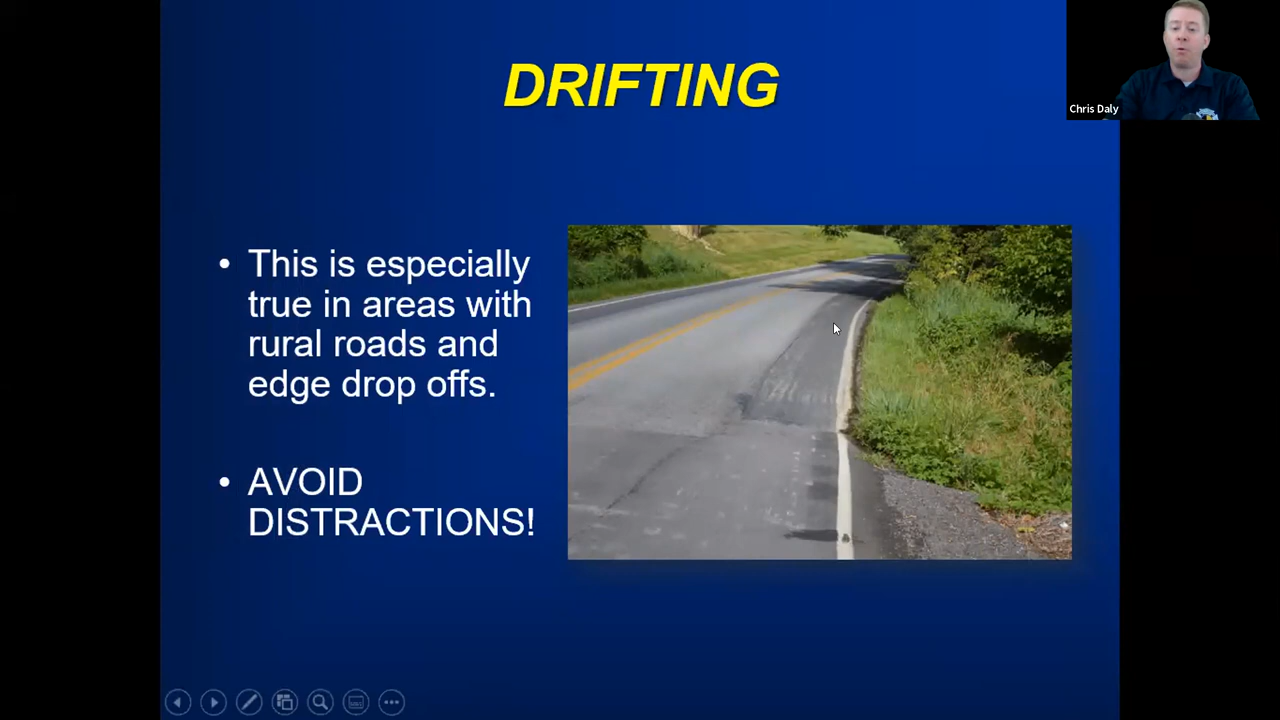 DRIFTING
Chris Daly
• This is especially
true in areas with
rural roads and
edge drop offs.
• AVOID
DISTRACTIONS!